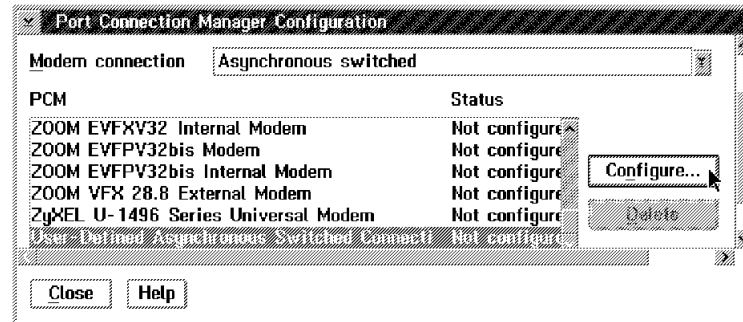 Port Connection Manager Configuration
Modem connection Asynchronous switched
PCM Status
ZOOM EVFXV32 Internal Modem Not configure
ZOOM EVFPV32bis Modem Not configure
ZOOM EVFPV32bis Internal Modem Not configure
ZOOM VFX 28.8 External Modem Not configure
ZyXEL U-1496 Series Universal Modem Not configure
User Defined Asynchronous Switched Connecti Not configure
Configure...
Delete
Close Help